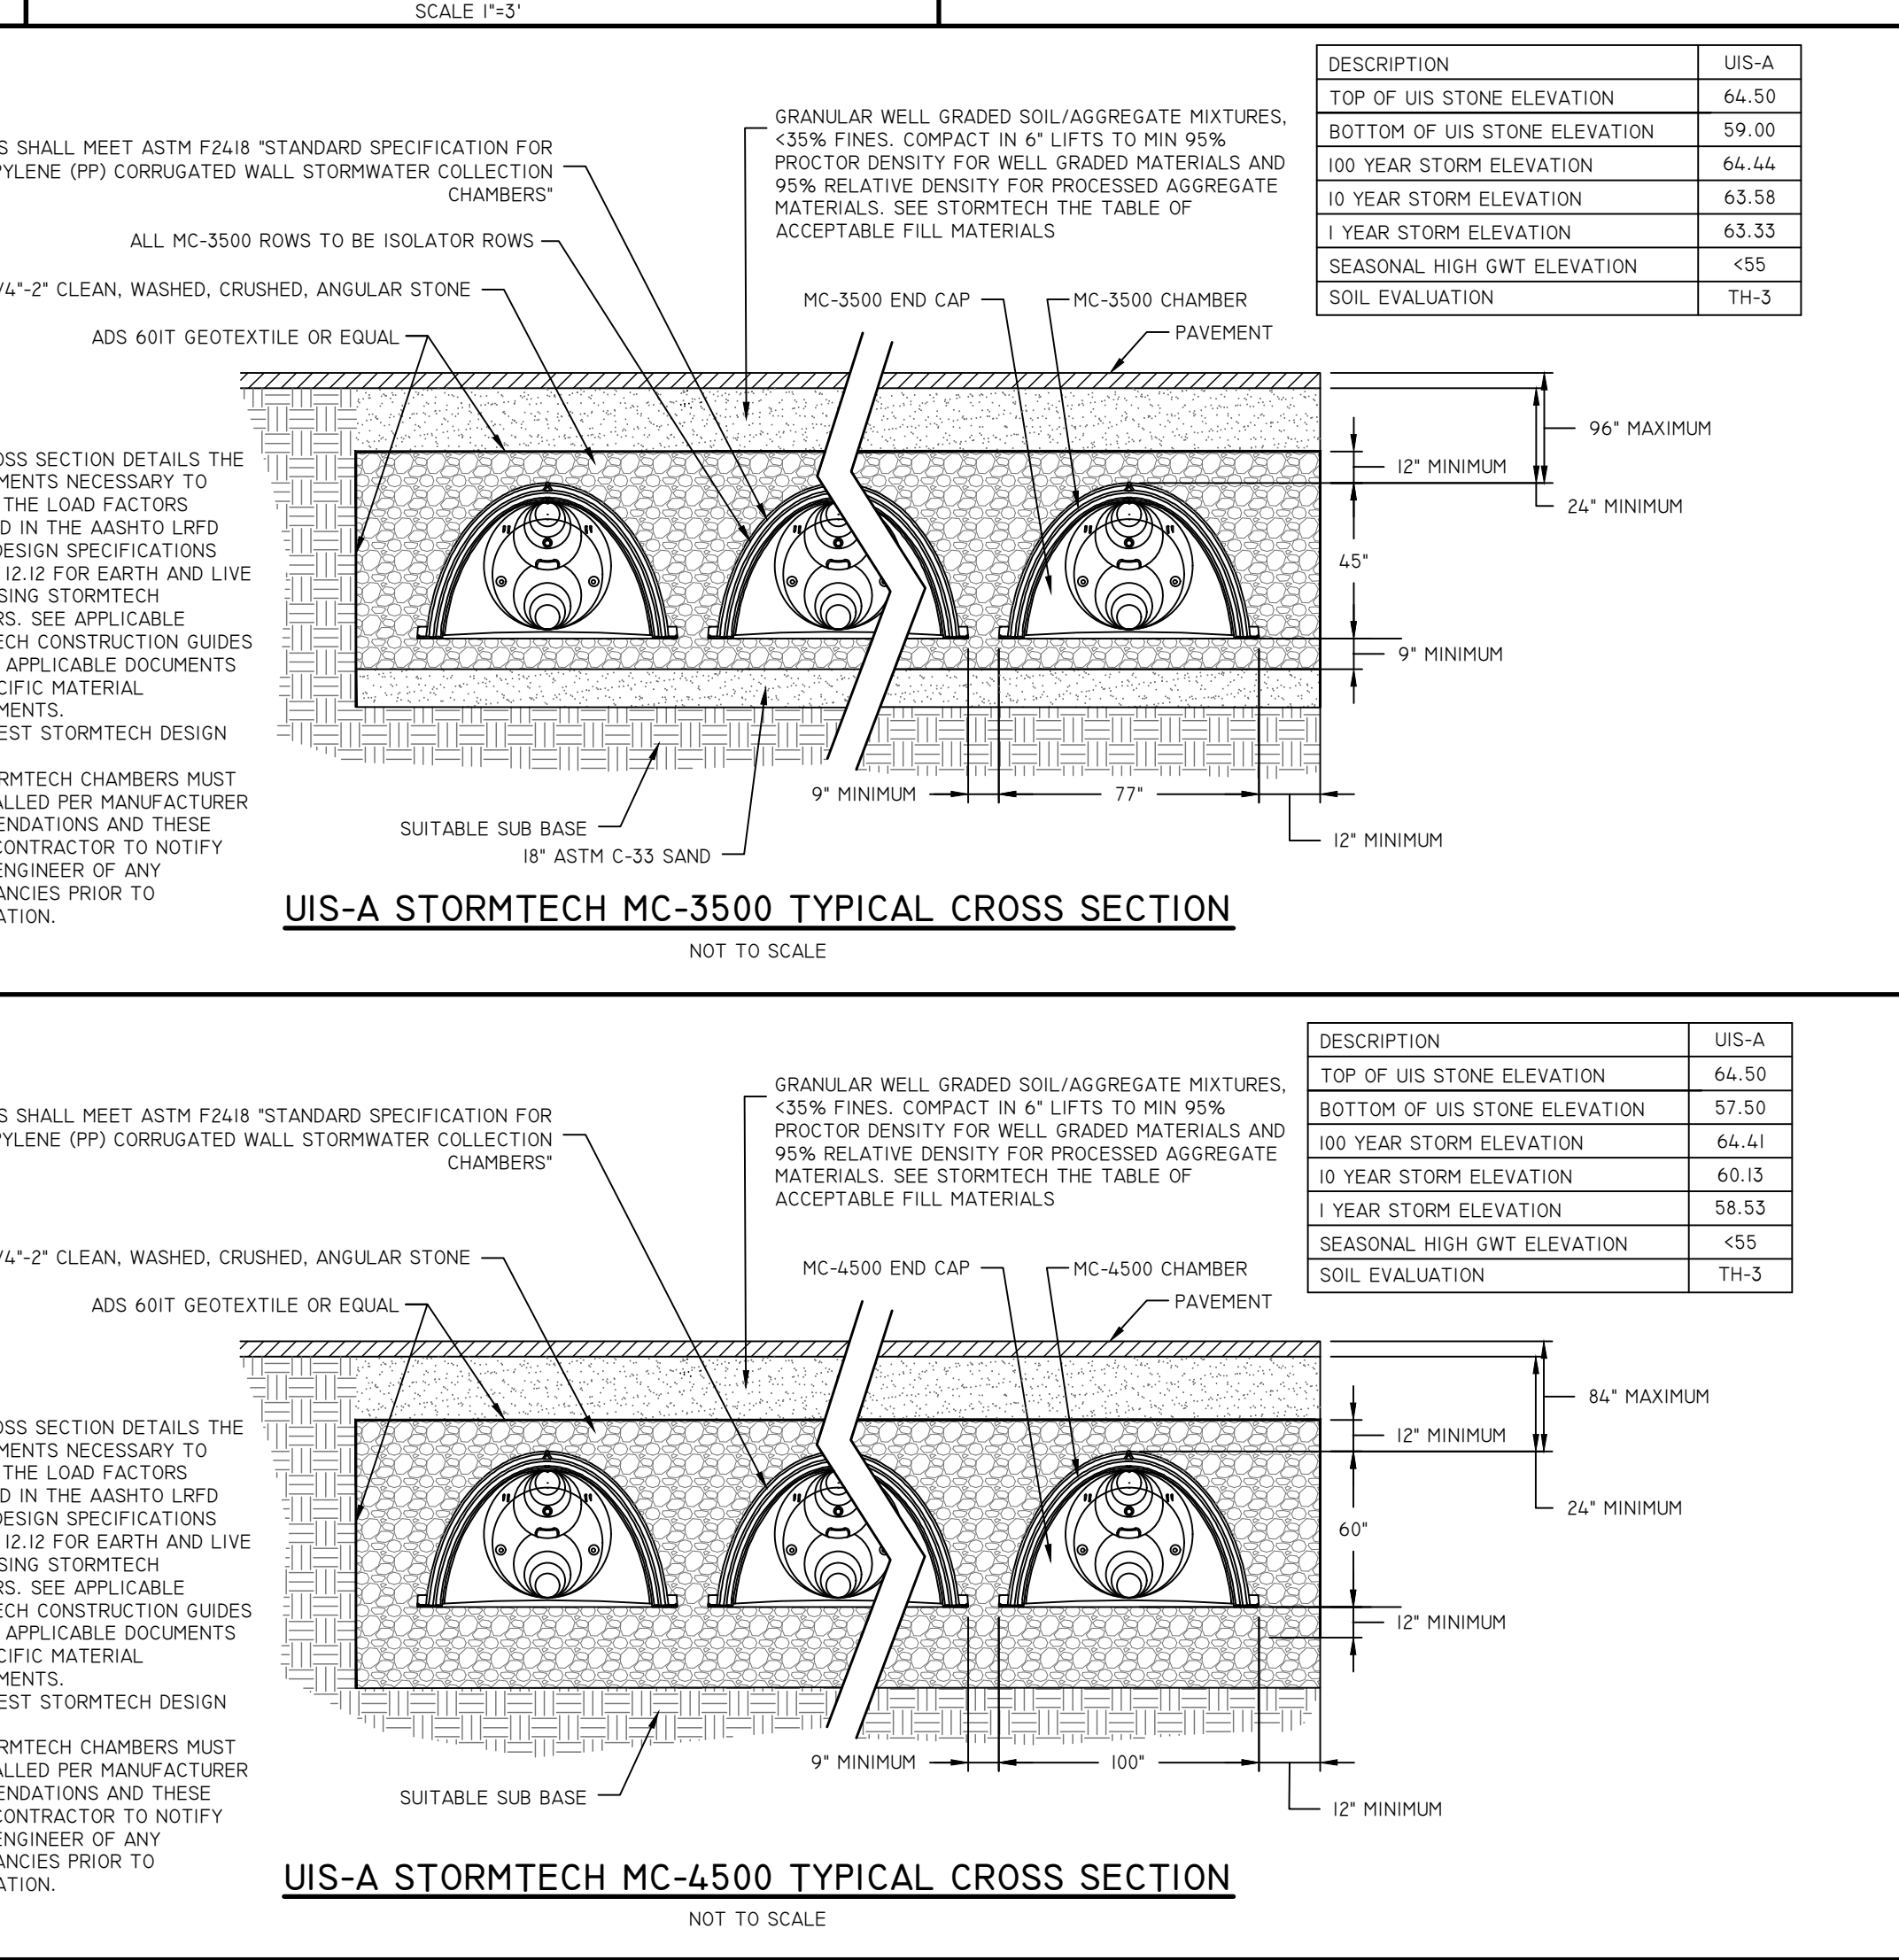 SCALE 1"=3'
DESCRIPTION UIS-A
TOP OF UIS STONE ELEVATION 64.50
BOTTOM OF UIS STONE ELEVATION 59.00
100 YEAR STORM ELEVATION 64.44
10 YEAR STORM ELEVATION 63.58
1 YEAR STORM ELEVATION 63.33
SEASONAL HIGH GWT ELEVATION <55
SOIL EVALUATION TH-3
GRANULAR WELL GRADED SOIL/AGGREGATE MIXTURES,
<35% FINES. COMPACT IN 6" LIFTS TO MIN 95%
PROCTOR DENSITY FOR WELL GRADED MATERIALS AND
95% RELATIVE DENSITY FOR PROCESSED AGGREGATE
MATERIALS. SEE STORMTECH THE TABLE OF
ACCEPTABLE FILL MATERIALS
S SHALL MEET ASTM F2418 "STANDARD SPECIFICATION FOR
PYLENE (PP) CORRUGATED WALL STORMWATER COLLECTION
CHAMBERS"
ALL MC-3500 ROWS TO BE ISOLATOR ROWS
/4"-2" CLEAN, WASHED, CRUSHED, ANGULAR STONE
ADS 601T GEOTEXTILE OR EQUAL
MC-3500 END CAP
MC-3500 CHAMBER
PAVEMENT
96" MAXIMUM
12" MINIMUM
24" MINIMUM
45"
9" MINIMUM
OSS SECTION DETAILS THE
MENTS NECESSARY TO
THE LOAD FACTORS
D IN THE AASHTO LRFD
DESIGN SPECIFICATIONS
12.12 FOR EARTH AND LIVE
SING STORMTECH
RS. SEE APPLICABLE
ECH CONSTRUCTION GUIDES
APPLICABLE DOCUMENTS
CIFIC MATERIAL
MENTS.
EST STORMTECH DESIGN
RMTECH CHAMBERS MUST
ALLED PER MANUFACTURER
ENDATIONS AND THESE
CONTRACTOR TO NOTIFY
ENGINEER OF ANY
ANCIES PRIOR TO
ATION.
9" MINIMUM
77"
12" MINIMUM
SUITABLE SUB BASE
18" ASTM C-33 SAND
UIS-A STORMTECH MC-3500 TYPICAL CROSS SECTION
NOT TO SCALE
DESCRIPTION UIS-A
TOP OF UIS STONE ELEVATION 64.50
BOTTOM OF UIS STONE ELEVATION 57.50
100 YEAR STORM ELEVATION 64.41
10 YEAR STORM ELEVATION 60.13
1 YEAR STORM ELEVATION 58.53
SEASONAL HIGH GWT ELEVATION <55
SOIL EVALUATION TH-3
GRANULAR WELL GRADED SOIL/AGGREGATE MIXTURES,
<35% FINES. COMPACT IN 6" LIFTS TO MIN 95%
PROCTOR DENSITY FOR WELL GRADED MATERIALS AND
95% RELATIVE DENSITY FOR PROCESSED AGGREGATE
MATERIALS. SEE STORMTECH THE TABLE OF
ACCEPTABLE FILL MATERIALS
S SHALL MEET ASTM F2418 "STANDARD SPECIFICATION FOR
PYLENE (PP) CORRUGATED WALL STORMWATER COLLECTION
CHAMBERS"
/4"-2" CLEAN, WASHED, CRUSHED, ANGULAR STONE
ADS 601T GEOTEXTILE OR EQUAL
MC-4500 END CAP
MC-4500 CHAMBER
PAVEMENT
84" MAXIMUM
12" MINIMUM
24" MINIMUM
60"
12" MINIMUM
OSS SECTION DETAILS THE
MENTS NECESSARY TO
THE LOAD FACTORS
D IN THE AASHTO LRFD
DESIGN SPECIFICATIONS
12.12 FOR EARTH AND LIVE
SING STORMTECH
RS. SEE APPLICABLE
ECH CONSTRUCTION GUIDES
APPLICABLE DOCUMENTS
CIFIC MATERIAL
MENTS.
EST STORMTECH DESIGN
RMTECH CHAMBERS MUST
ALLED PER MANUFACTURER
ENDATIONS AND THESE
CONTRACTOR TO NOTIFY
ENGINEER OF ANY
ANCIES PRIOR TO
ATION.
9" MINIMUM
100"
12" MINIMUM
SUITABLE SUB BASE
UIS-A STORMTECH MC-4500 TYPICAL CROSS SECTION
NOT TO SCALE